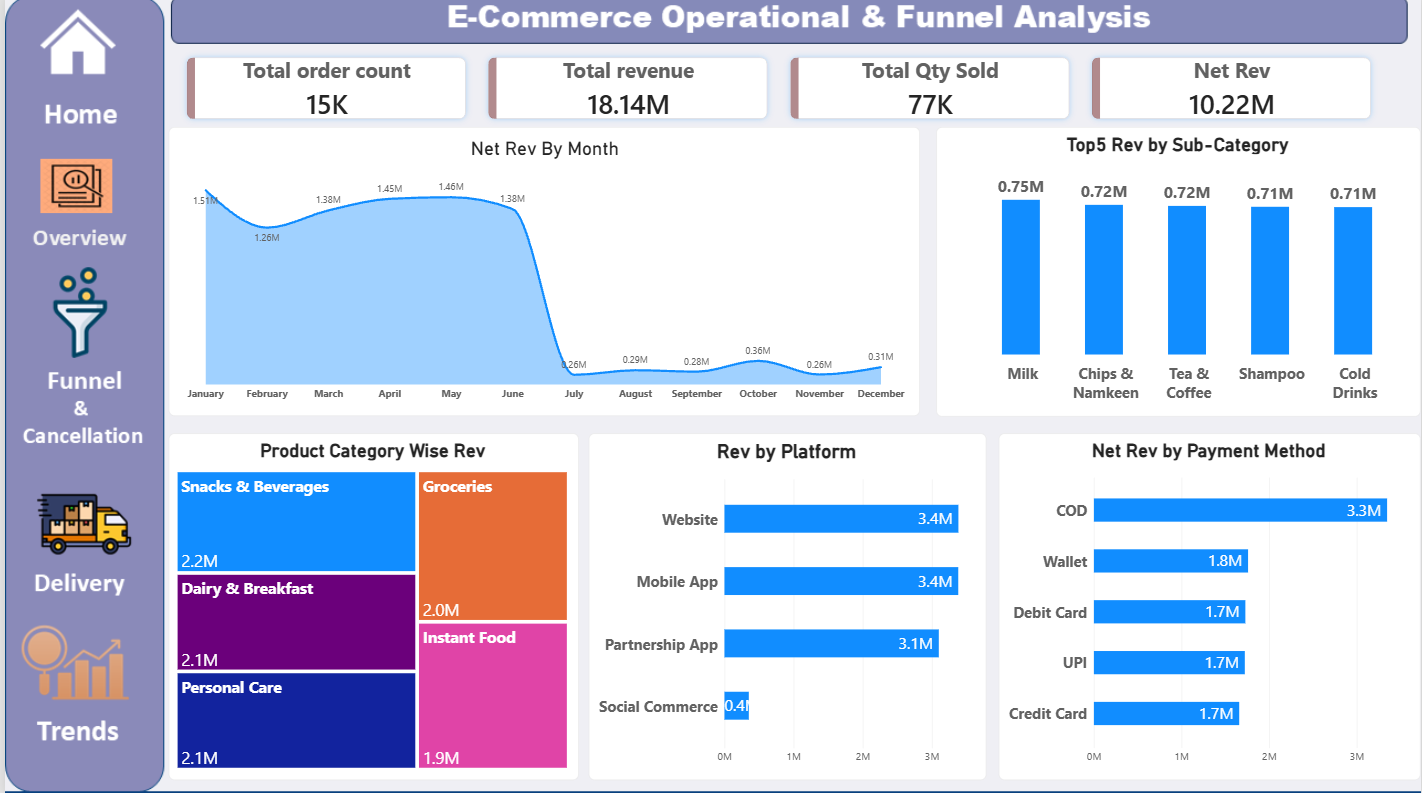 E-Commerce Operational & Funnel Analysis
Home
Overview
Funnel
&
Cancellation
Delivery
Trends
Total order count
15K
Total revenue
18.14M
Total Qty Sold
77K
Net Rev
10.22M
Net Rev By Month
1.51M
1.26M
1.38M
1.45M
1.46M
1.38M
0.26M
0.29M
0.28M
0.36M
0.26M
0.31M
January
February
March
April
May
June
July
August
September
October
November
December
Top5 Rev by Sub-Category
0.75M
0.72M
0.72M
0.71M
0.71M
Milk
Chips &
Namkeen
Tea &
Coffee
Shampoo
Cold
Drinks
Product Category Wise Rev
Snacks & Beverages
2.2M
Dairy & Breakfast
2.1M
Personal Care
2.1M
Groceries
2.0M
Instant Food
1.9M
Rev by Platform
Website
3.4M
Mobile App
3.4M
Partnership App
3.1M
Social Commerce
0M
1M
2M
3M
Net Rev by Payment Method
COD
3.3M
Wallet
1.8M
Debit Card
1.7M
UPI
1.7M
Credit Card
1.7M
0M
1M
2M
3M